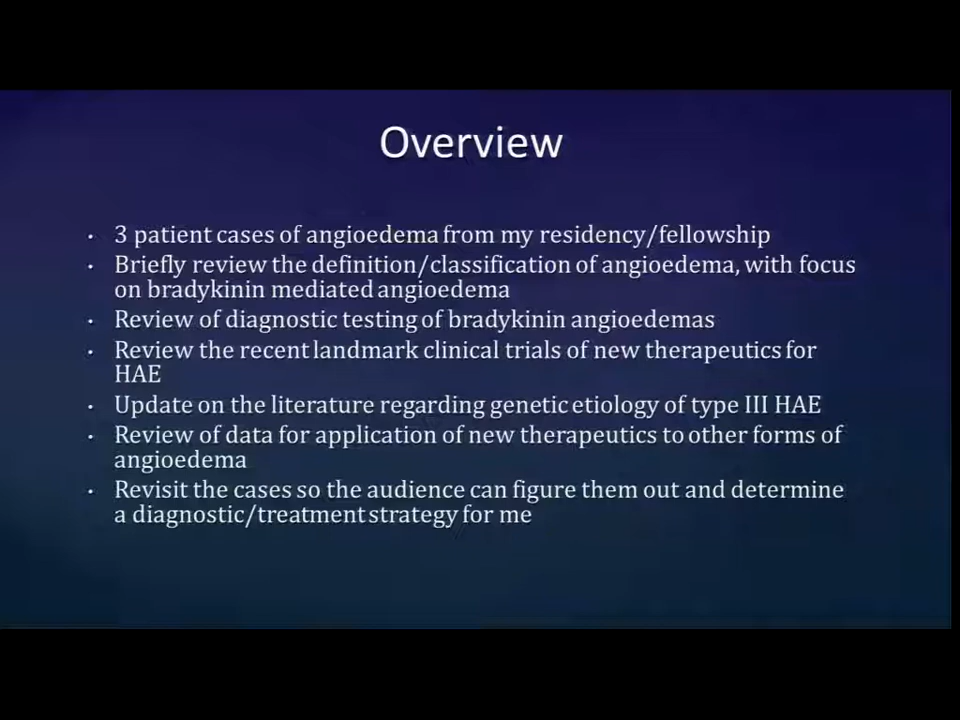 Overview
• 3 patient cases of angioedema from my residency/fellowship
• Briefly review the definition/classification of angioedema, with focus
on bradykinin mediated angioedema
• Review of diagnostic testing of bradykinin angioedemas
• Review the recent landmark clinical trials of new therapeutics for
HAE
• Update on the literature regarding genetic etiology of type III HAE
• Review of data for application of new therapeutics to other forms of
angioedema
• Revisit the cases so the audience can figure them out and determine
a diagnostic/treatment strategy for me